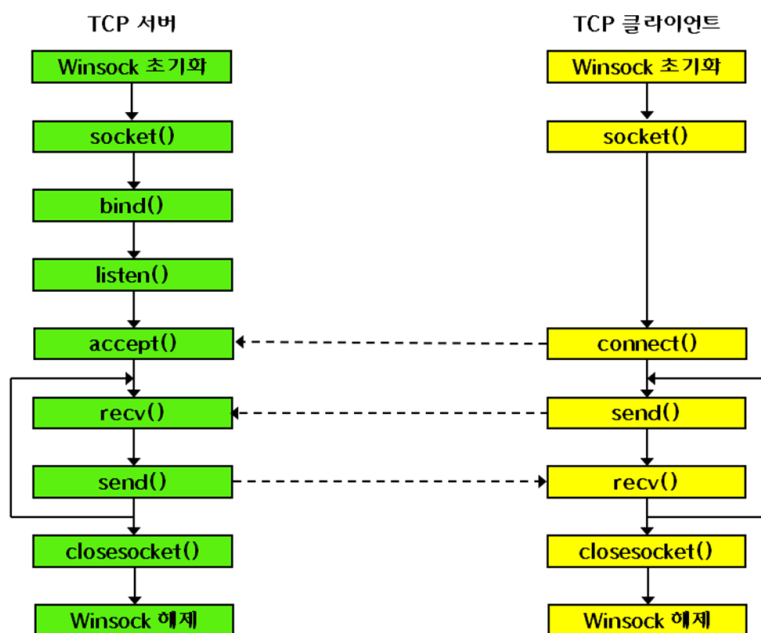 TCP 서버
Winsock 초기화
socket()
bind()
listen()
accept()
recv()
send()
closesocket()
Winsock 해제
TCP 클라이언트
Winsock 초기화
socket()
connect()
send()
recv()
closesocket()
Winsock 해제